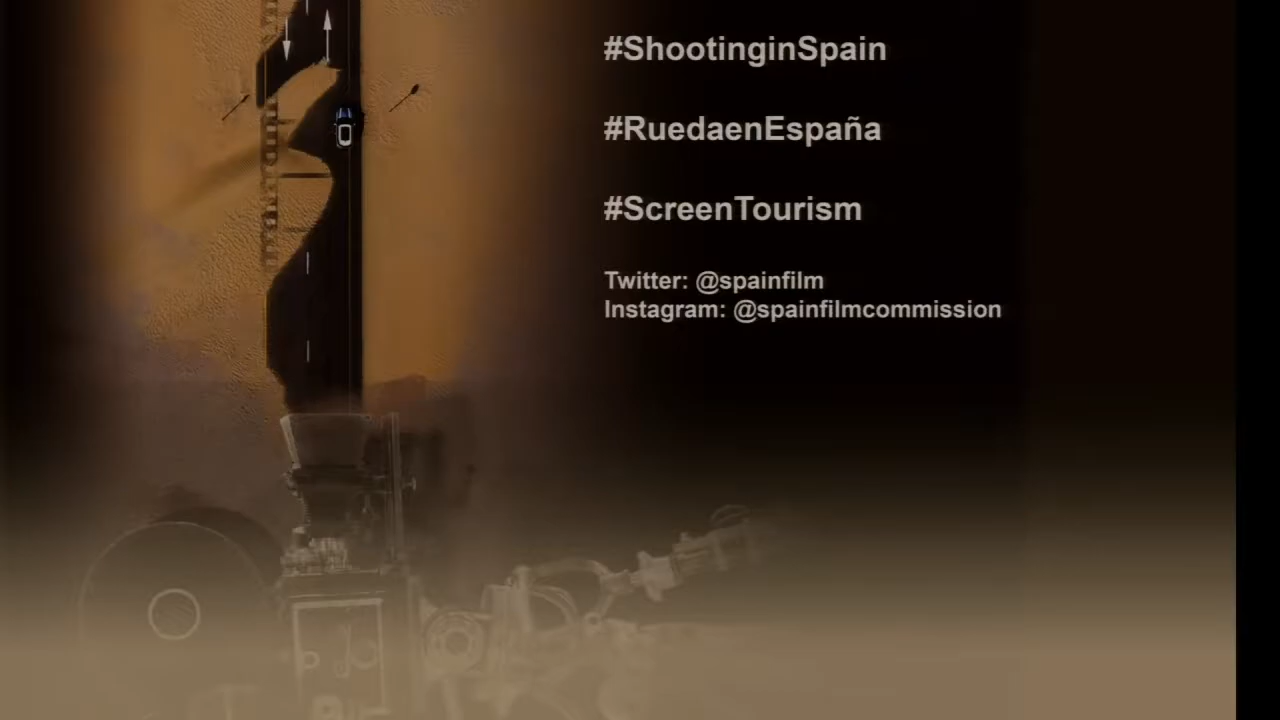 #ShootinginSpain
#RuedaenEspaña
#ScreenTourism
Twitter: @spainfilm
Instagram: @spainfilmcommission